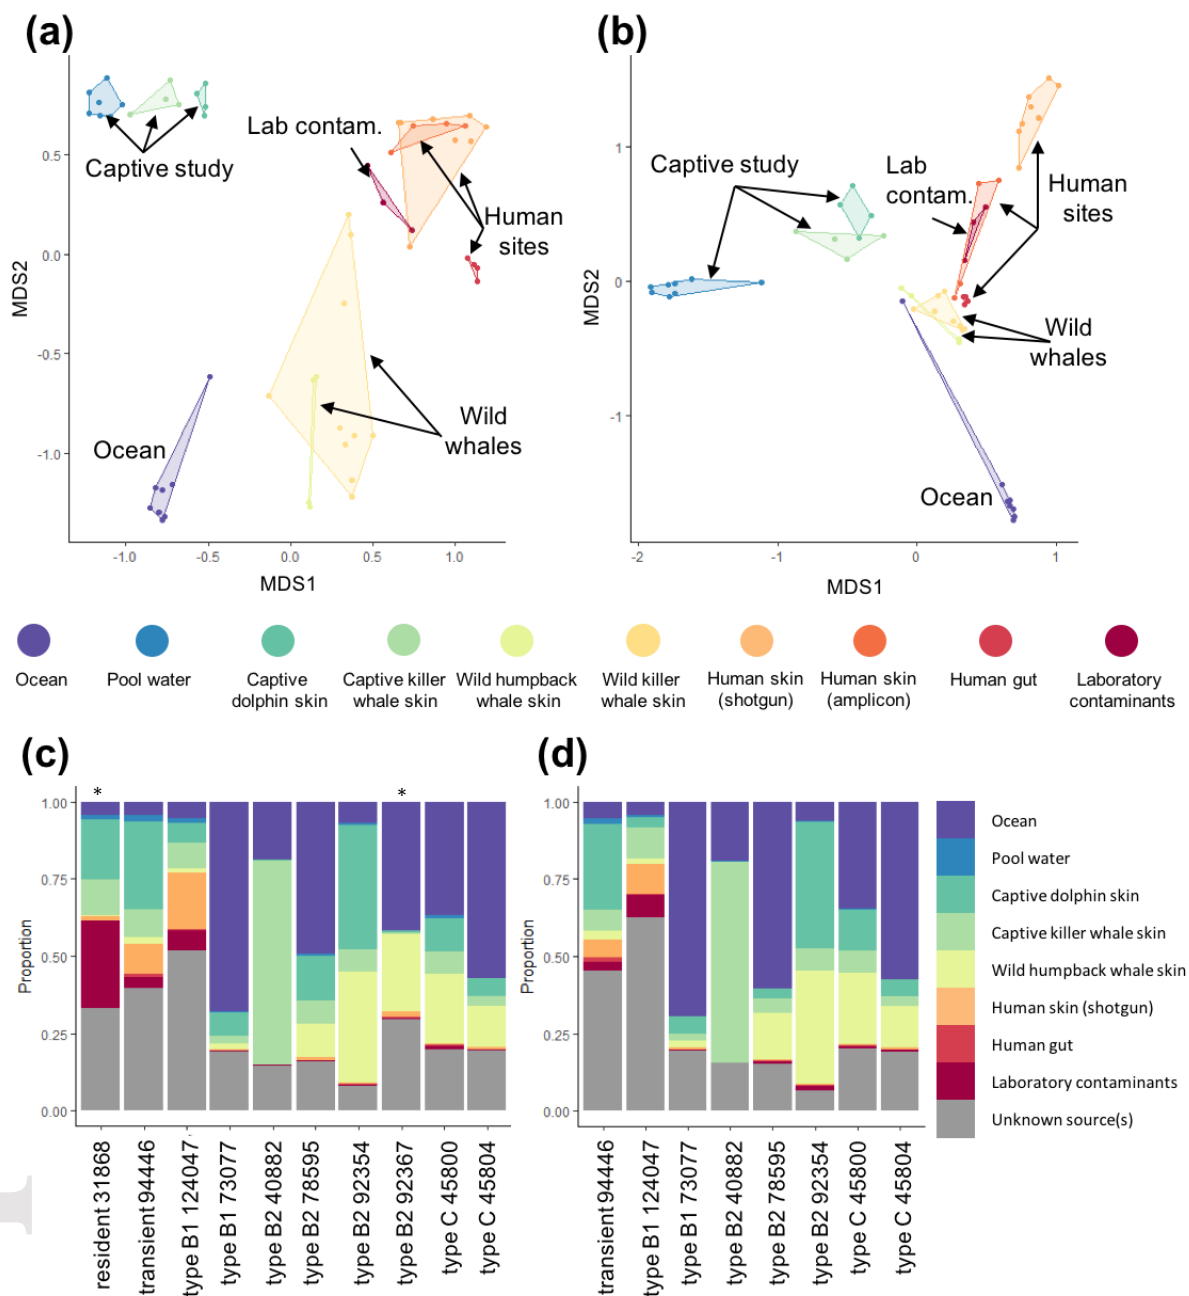 (a)
(b)
Lab contam.
Captive study
Human
sites
Wild
whales
Ocean
0.5
0.0
-0.5
-1.0
MDS2
-1.0
-0.5
0.0
0.5
1.0
MDS1
Captive study
Lab
contam.
Human
sites
Wild
whales
Ocean
1
0
-1
MDS2
-2
-1
0
1
MDS1
Ocean
Pool water
Captive
dolphin skin
Captive killer
whale skin
Wild humpback
whale skin
Wild killer
whale skin
Human skin
(shotgun)
Human skin
(amplicon)
Human gut
Laboratory
contaminants
(c)
(d)
* *
1.00
0.75
0.50
0.25
0.00
Proportion
resident 31868
transient 94446
type B1 124047
type B1 73077
type B2 40882
type B2 78595
type B2 92354
type B2 92367
type C 45800
type C 45804
1.00
0.75
0.50
0.25
0.00
Proportion
transient 94446
type B1 124047
type B1 73077
type B2 40882
type B2 78595
type B2 92354
type C 45800
type C 45804
Ocean
Pool water
Captive dolphin skin
Captive killer whale skin
Wild humpback whale skin
Human skin (shotgun)
Human gut
Laboratory contaminants
Unknown source(s)